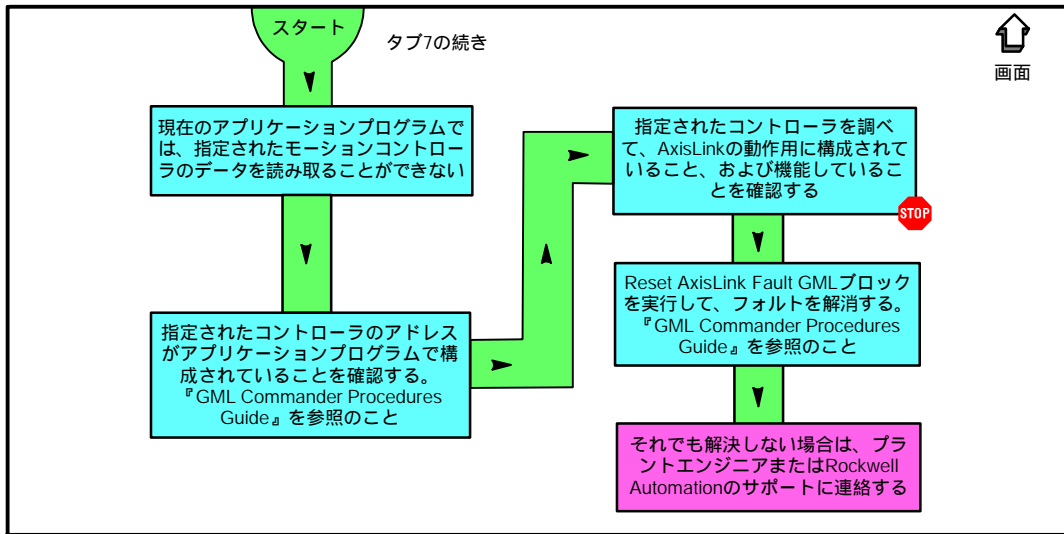 スタート
タブ7の続き
画面
現在のアプリケーションプログラムで
は、指定されたモーションコントロー
ラのデータを読み取ることができない
指定されたコントローラのアドレス
がアプリケーションプログラムで構
成されていることを確認する。
『GML Commander Procedures
Guide』を参照のこと
指定されたコントローラを調べ
て、AxisLinkの動作用に構成されて
いること、および機能しているこ
とを確認する
STOP
Reset AxisLink Fault GMLブロック
を実行して、フォルトを解消する。
『GML Commander Procedures
Guide』を参照のこと
それでも解決しない場合は、プラ
ントエンジニアまたはRockwell
Automationのサポートに連絡する